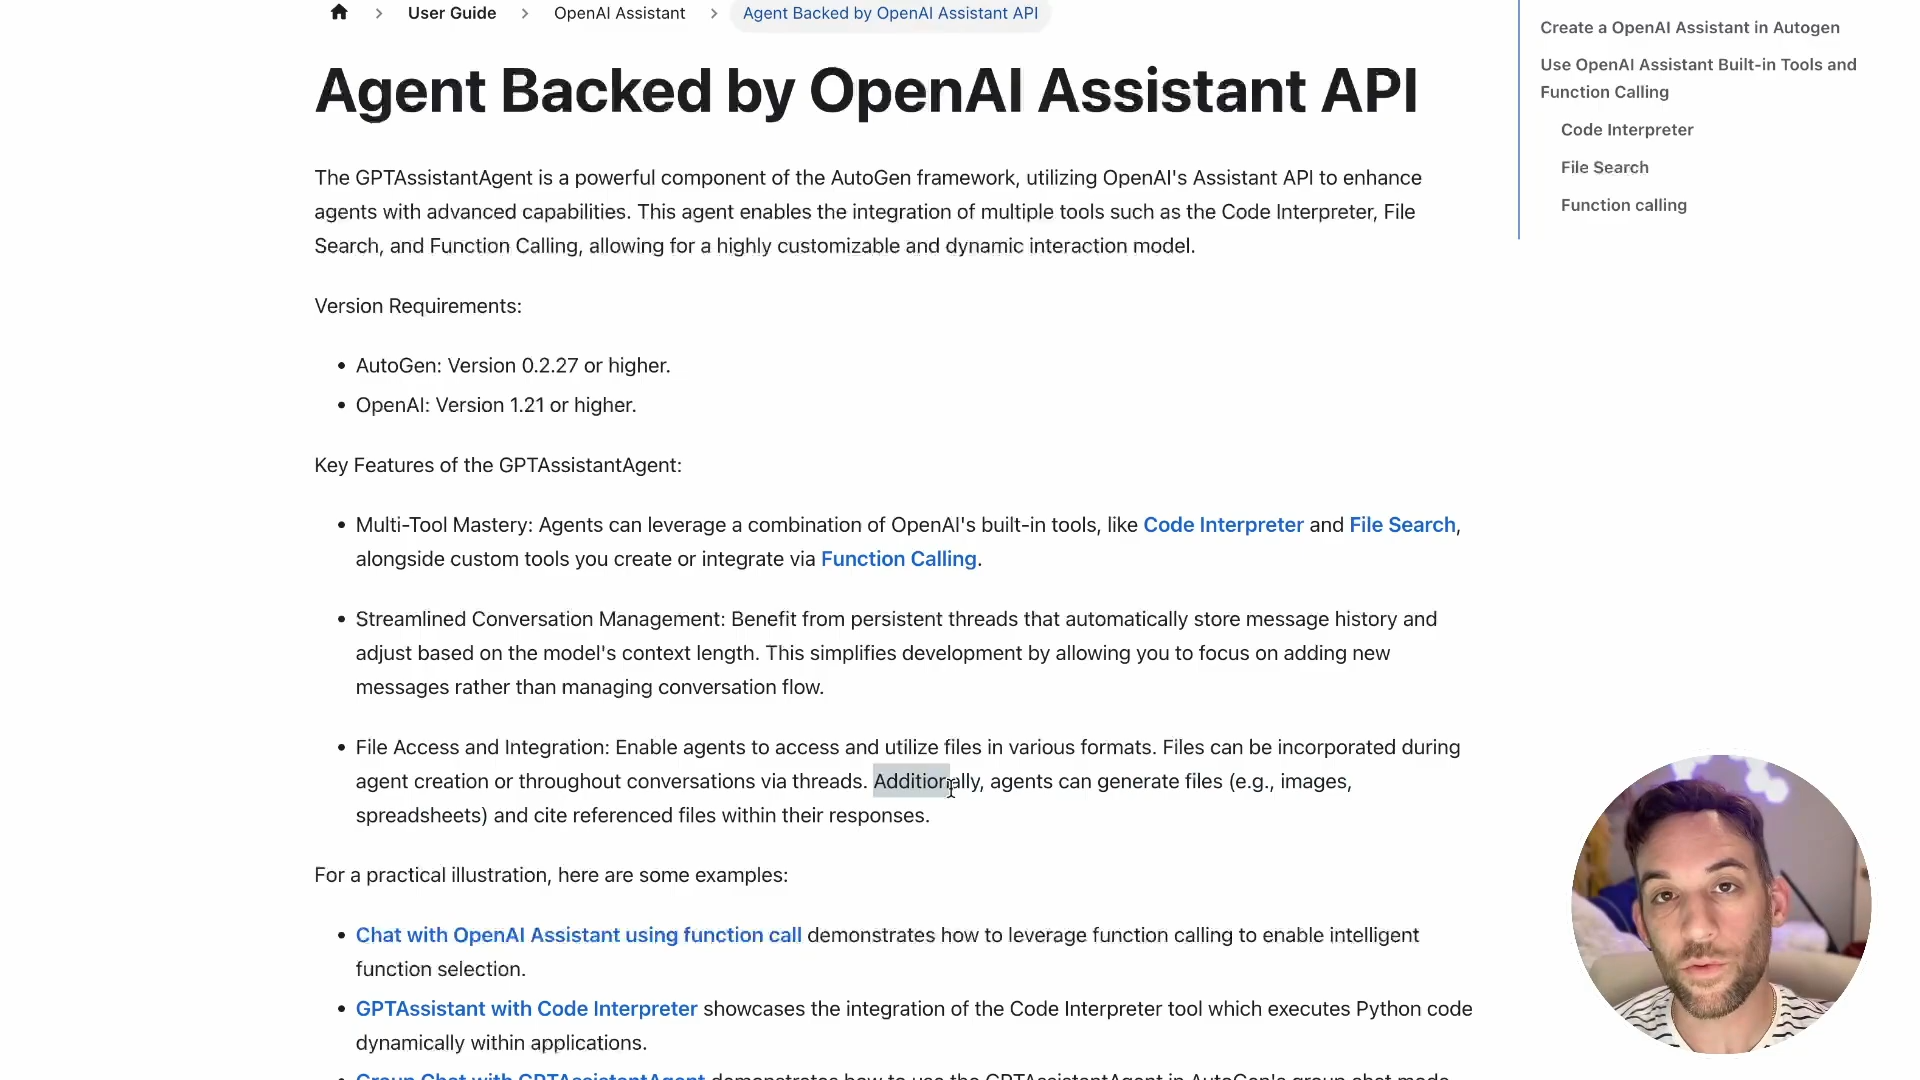 User Guide
OpenAI Assistant
Agent Backed by OpenAI Assistant API
Agent Backed by OpenAI Assistant API
The GPTAssistantAgent is a powerful component of the AutoGen framework, utilizing OpenAI's Assistant API to enhance
agents with advanced capabilities. This agent enables the integration of multiple tools such as the Code Interpreter, File
Search, and Function Calling, allowing for a highly customizable and dynamic interaction model.
Version Requirements:
• AutoGen: Version 0.2.27 or higher.
• OpenAI: Version 1.21 or higher.
Key Features of the GPTAssistantAgent:
• Multi-Tool Mastery: Agents can leverage a combination of OpenAI's built-in tools, like Code Interpreter and File Search,
alongside custom tools you create or integrate via Function Calling.
• Streamlined Conversation Management: Benefit from persistent threads that automatically store message history and
adjust based on the model's context length. This simplifies development by allowing you to focus on adding new
messages rather than managing conversation flow.
• File Access and Integration: Enable agents to access and utilize files in various formats. Files can be incorporated during
agent creation or throughout conversations via threads. Additionally, agents can generate files (e.g., images,
spreadsheets) and cite referenced files within their responses.
For a practical illustration, here are some examples:
• Chat with OpenAI Assistant using function call demonstrates how to leverage function calling to enable intelligent
function selection.
• GPTAssistant with Code Interpreter showcases the integration of the Code Interpreter tool which executes Python code
dynamically within applications.
• Group Chat with GPTAssistantAgent demonstrates how to use the GPTAssistantAgent in AutoGen's group chat mode
Create a OpenAI Assistant in Autogen
Use OpenAI Assistant Built-in Tools and
Function Calling
Code Interpreter
File Search
Function calling